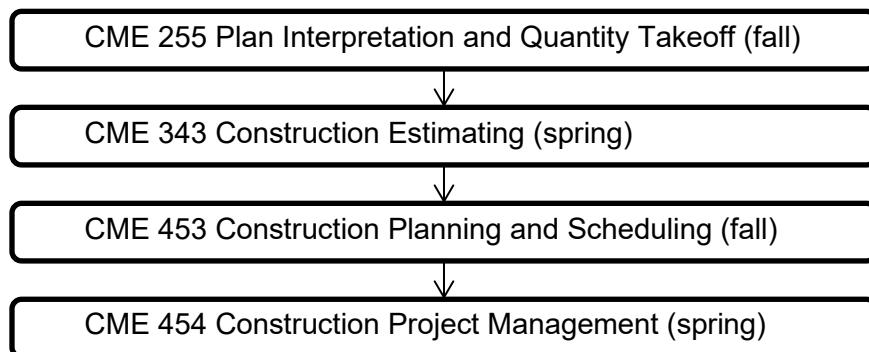 CME 255 Plan Interpretation and Quantity Takeoff (fall)
CME 343 Construction Estimating (spring)
CME 453 Construction Planning and Scheduling (fall)
CME 454 Construction Project Management (spring)